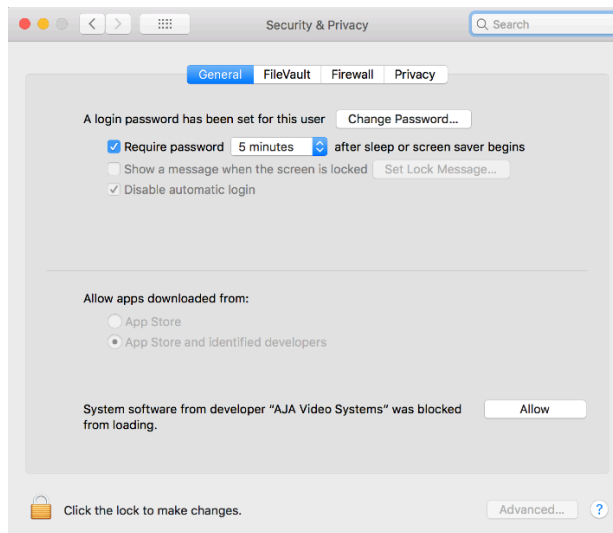 Security & Privacy
Search
General FileVault Firewall Privacy
A login password has been set for this user Change Password...
Require password 5 minutes after sleep or screen saver begins
Show a message when the screen is locked Set Lock Message...
Disable automatic login
Allow apps downloaded from:
App Store
App Store and identified developers
System software from developer “AJA Video Systems” was blocked Allow
from loading.
Click the lock to make changes. Advanced... ?